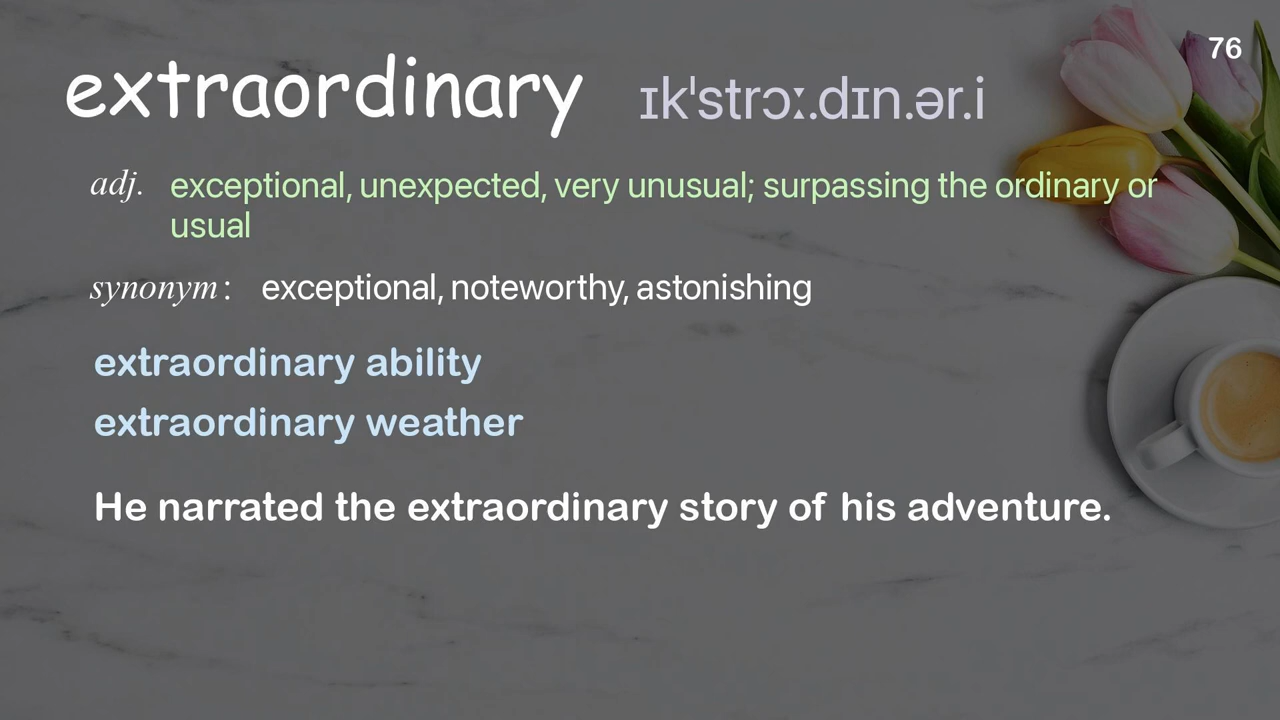 76
extraordinary ɪkˈstrɔː.dɪn.ər.i
adj. exceptional, unexpected, very unusual; surpassing the ordinary or
usual
synonym: exceptional, noteworthy, astonishing
extraordinary ability
extraordinary weather
He narrated the extraordinary story of his adventure.